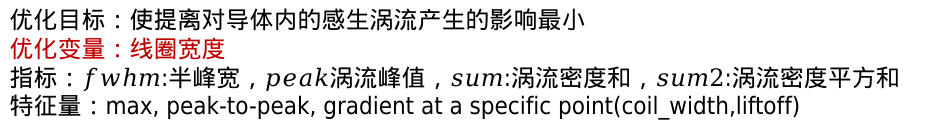 优化目标：使提离对导体内的感生涡流产生的影响最小
优化变量：线圈宽度
指标：fwhm:半峰宽，peak涡流峰值，sum:涡流密度和，sum2:涡流密度平方和
特征量：max, peak-to-peak, gradient at a specific point(coil_width,liftoff)